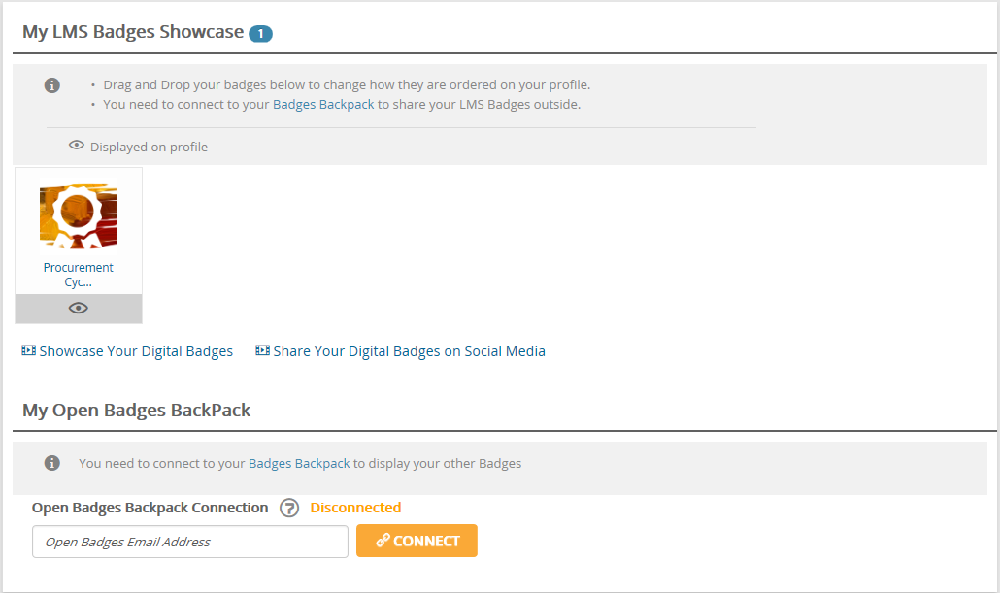 My LMS Badges Showcase 1
• Drag and Drop your badges below to change how they are ordered on your profile.
• You need to connect to your Badges Backpack to share your LMS Badges outside.
Displayed on profile
Procurement
Cyc...
Showcase Your Digital Badges Share Your Digital Badges on Social Media
My Open Badges BackPack
You need to connect to your Badges Backpack to display your other Badges
Open Badges Backpack Connection ? Disconnected
Open Badges Email Address CONNECT